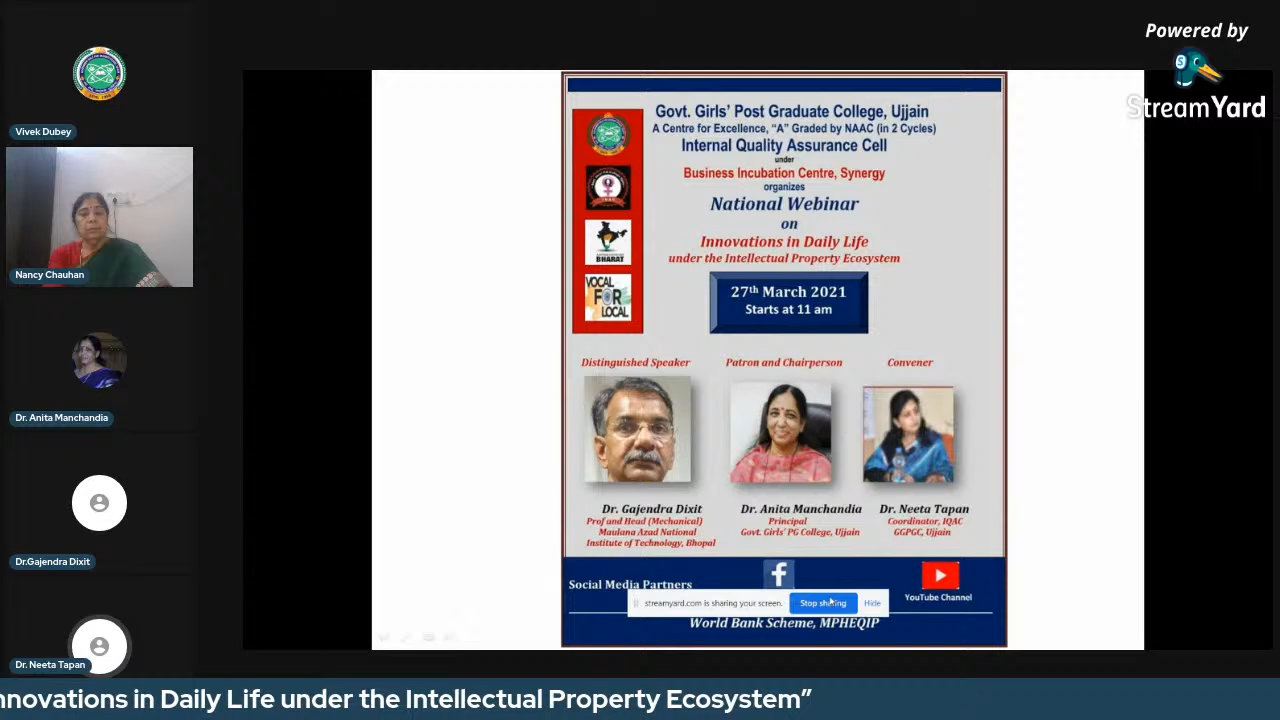 Powered by
StreamYard
Vivek Dubey
Nancy Chauhan
Dr. Anita Manchandia
Dr.Gajendra Dixit
Dr. Neeta Tapan
Govt. Girls' Post Graduate College, Ujjain
A Centre for Excellence, "A" Graded by NAAC (in 2 Cycles)
Internal Quality Assurance Cell
under
Business Incubation Centre, Synergy
organizes
National Webinar
on
Innovations in Daily Life
under the Intellectual Property Ecosystem
BHARAT
VOCAL
FOR
LOCAL
27th March 2021
Starts at 11 am
Distinguished Speaker
Patron and Chairperson
Convener
Dr. Gajendra Dixit
Prof and Head (Mechanical)
Maulana Azad National
Institute of Technology, Bhopal
Dr. Anita Manchandia
Principal
Govt. Girls' PG College, Ujjain
Dr. Neeta Tapan
Coordinator, IQAC
GGPGC, Ujjain
Social Media Partners
YouTube Channel
streamyard.com is sharing your screen.
Stop sharing
Hide
World Bank Scheme, MPHEQIP
nnovations in Daily Life under the Intellectual Property Ecosystem”